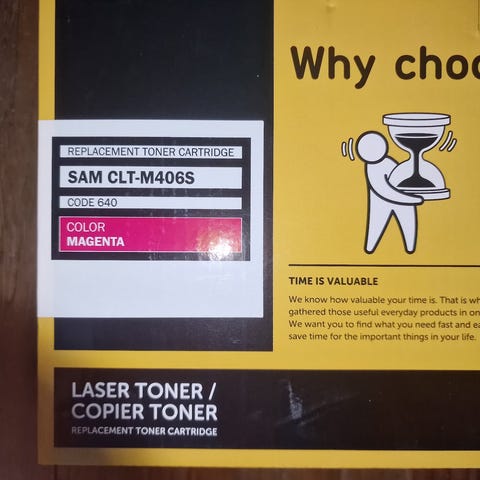 Why choo
REPLACEMENT TONER CARTRIDGE
SAM CLT-M406S
CODE 640
COLOR
MAGENTA
TIME IS VALUABLE
We know how valuable your time is. That is wh
gathered those useful everyday products in on
We want you to find what you need fast and ea
save time for the important things in your life.
LASER TONER /
COPIER TONER
REPLACEMENT TONER CARTRIDGE